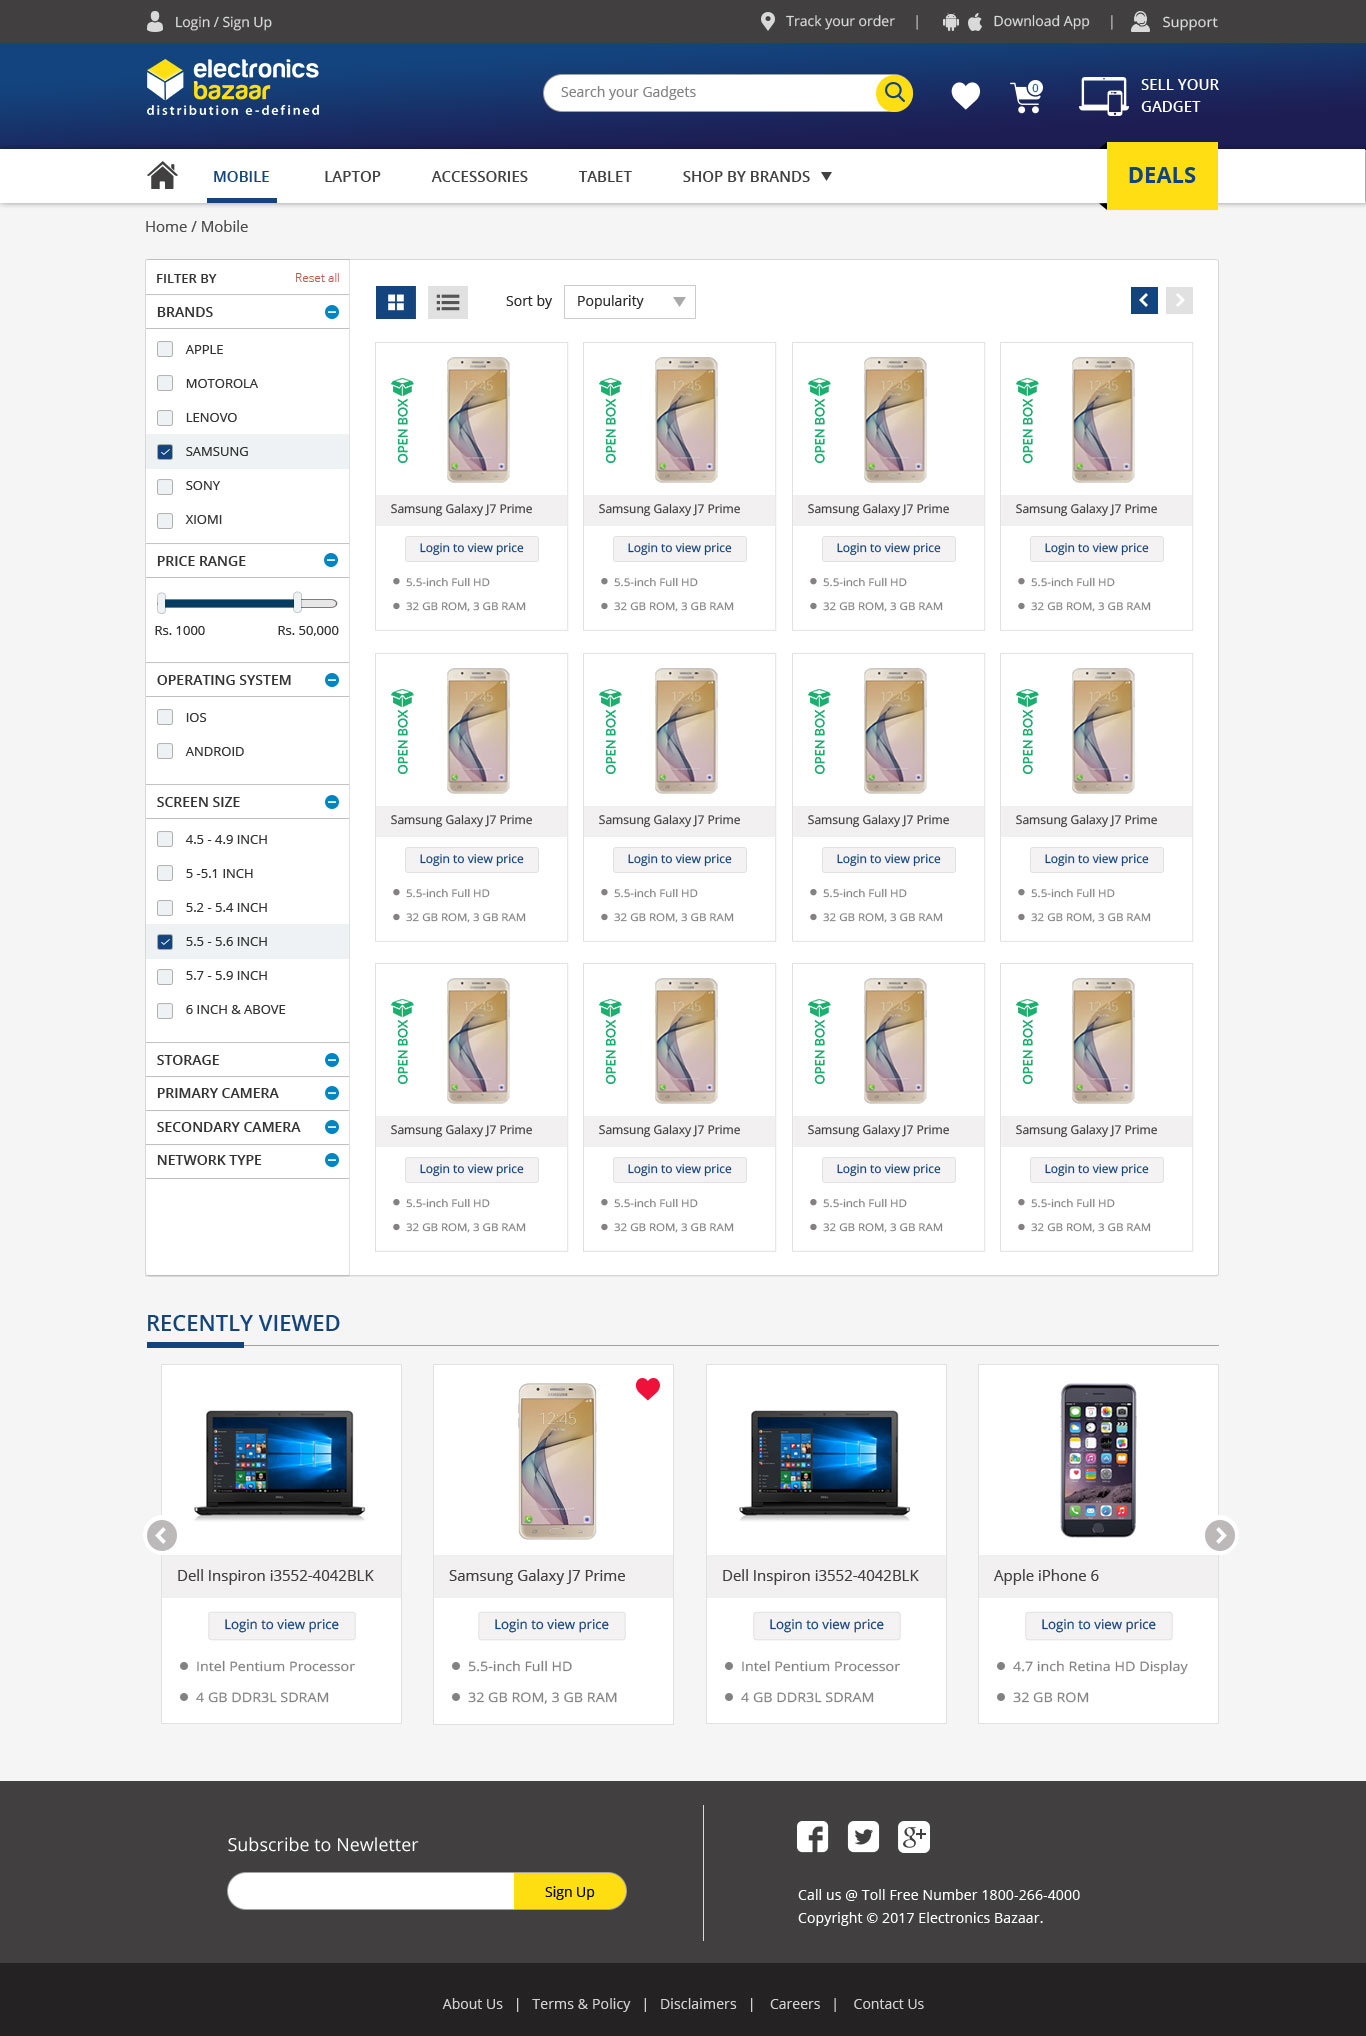 Login / Sign Up
Track your order | Download App | Support
electronics
bazaar
distribution e-defined
Search your Gadgets
0
SELL YOUR
GADGET
MOBILE LAPTOP ACCESSORIES TABLET SHOP BY BRANDS
DEALS
Home / Mobile
FILTER BY Reset all
BRANDS
APPLE
MOTOROLA
LENOVO
SAMSUNG
SONY
XIOMI
PRICE RANGE
Rs. 1000 Rs. 50,000
OPERATING SYSTEM
IOS
ANDROID
SCREEN SIZE
4.5 - 4.9 INCH
5 -5.1 INCH
5.2 - 5.4 INCH
5.5 - 5.6 INCH
5.7 - 5.9 INCH
6 INCH & ABOVE
STORAGE
PRIMARY CAMERA
SECONDARY CAMERA
NETWORK TYPE
Sort by Popularity
OPEN BOX OPEN BOX OPEN BOX OPEN BOX
Samsung Galaxy J7 Prime Samsung Galaxy J7 Prime Samsung Galaxy J7 Prime Samsung Galaxy J7 Prime
Login to view price Login to view price Login to view price Login to view price
5.5-inch Full HD 5.5-inch Full HD 5.5-inch Full HD 5.5-inch Full HD
32 GB ROM, 3 GB RAM 32 GB ROM, 3 GB RAM 32 GB ROM, 3 GB RAM 32 GB ROM, 3 GB RAM
OPEN BOX OPEN BOX OPEN BOX OPEN BOX
Samsung Galaxy J7 Prime Samsung Galaxy J7 Prime Samsung Galaxy J7 Prime Samsung Galaxy J7 Prime
Login to view price Login to view price Login to view price Login to view price
5.5-inch Full HD 5.5-inch Full HD 5.5-inch Full HD 5.5-inch Full HD
32 GB ROM, 3 GB RAM 32 GB ROM, 3 GB RAM 32 GB ROM, 3 GB RAM 32 GB ROM, 3 GB RAM
OPEN BOX OPEN BOX OPEN BOX OPEN BOX
Samsung Galaxy J7 Prime Samsung Galaxy J7 Prime Samsung Galaxy J7 Prime Samsung Galaxy J7 Prime
Login to view price Login to view price Login to view price Login to view price
5.5-inch Full HD 5.5-inch Full HD 5.5-inch Full HD 5.5-inch Full HD
32 GB ROM, 3 GB RAM 32 GB ROM, 3 GB RAM 32 GB ROM, 3 GB RAM 32 GB ROM, 3 GB RAM
RECENTLY VIEWED
SAMSUNG
12:45
Dell Inspiron i3552-4042BLK Samsung Galaxy J7 Prime Dell Inspiron i3552-4042BLK Apple iPhone 6
Login to view price Login to view price Login to view price Login to view price
Intel Pentium Processor 5.5-inch Full HD Intel Pentium Processor 4.7 inch Retina HD Display
4 GB DDR3L SDRAM 32 GB ROM, 3 GB RAM 4 GB DDR3L SDRAM 32 GB ROM
Subscribe to Newletter
Sign Up
Call us @ Toll Free Number 1800-266-4000
Copyright © 2017 Electronics Bazaar.
About Us | Terms & Policy | Disclaimers | Careers | Contact Us